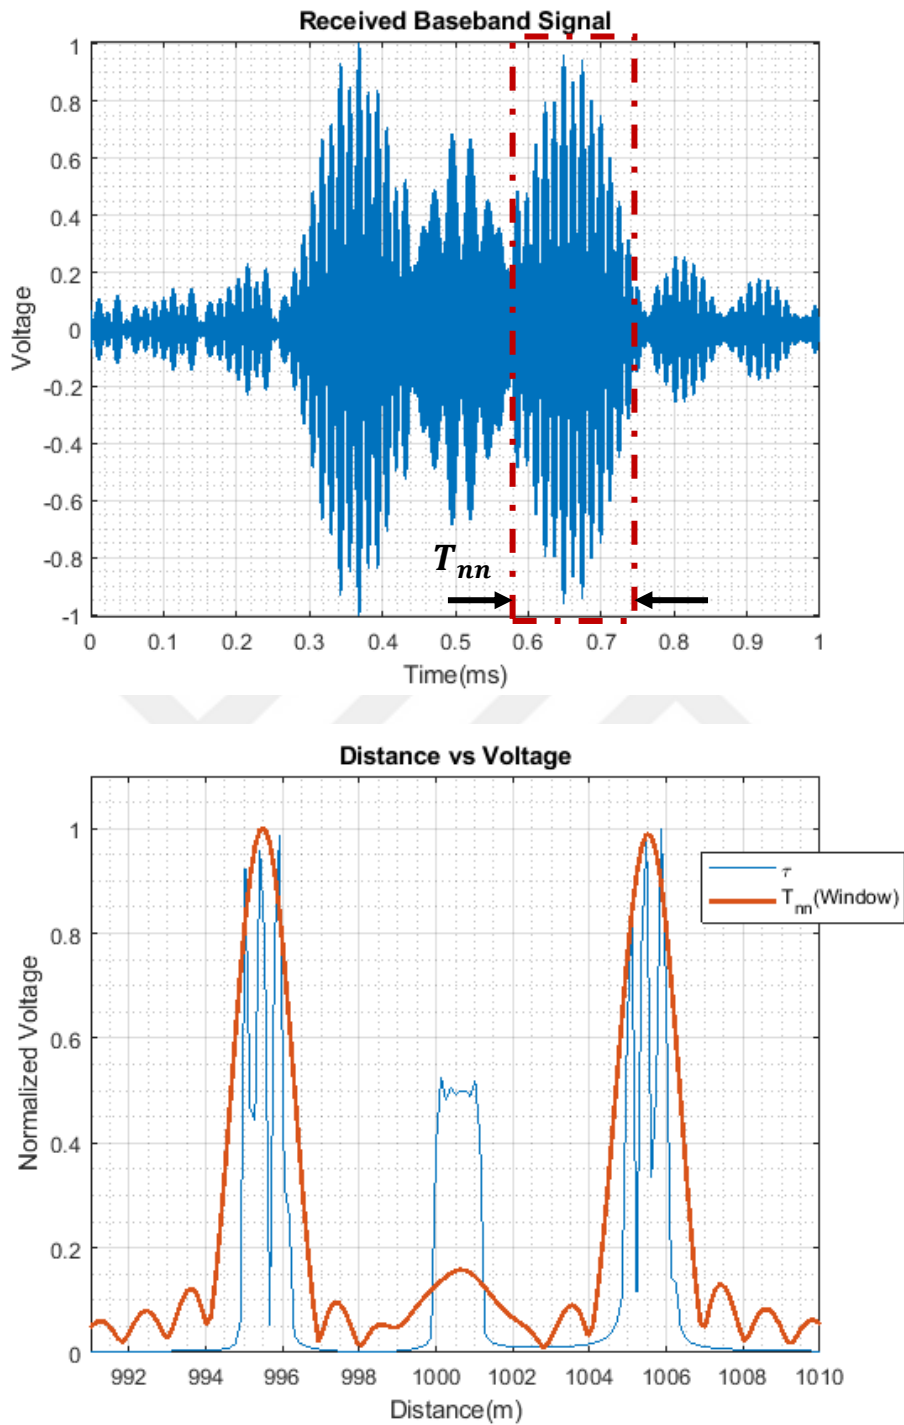 Received Baseband Signal
1
0.8
0.6
0.4
0.2
0
-0.2
-0.4
-0.6
-0.8
-1
Voltage
T_nn
0 0.1 0.2 0.3 0.4 0.5 0.6 0.7 0.8 0.9 1
Time(ms)
Distance vs Voltage
1
0.8
0.6
0.4
0.2
0
Normalized Voltage
τ
T_nn(Window)
992 994 996 998 1000 1002 1004 1006 1008 1010
Distance(m)